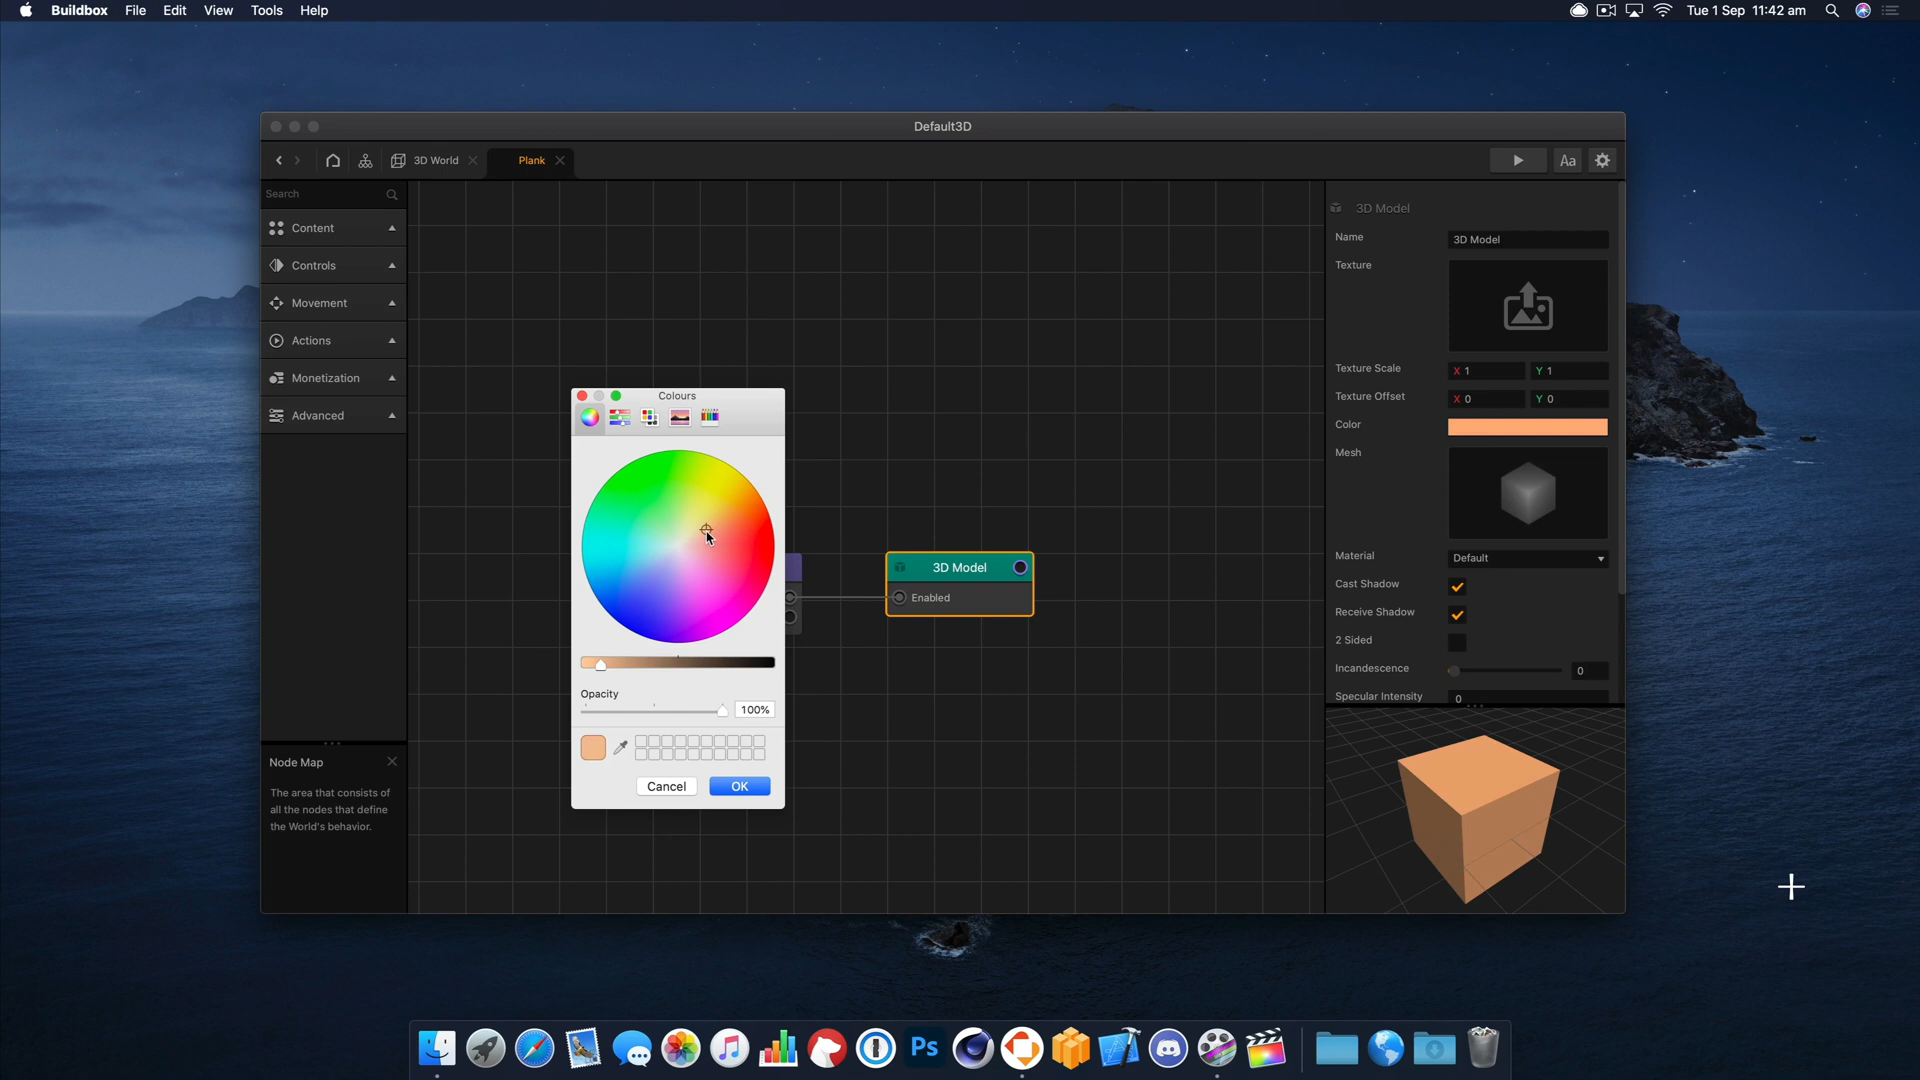 Buildbox File Edit View Tools Help
Tue 1 Sep 11:42 am
Default3D
3D World
Plank
Aa
Search
Content
Controls
Movement
Actions
Monetization
Advanced
Node Map
The area that consists of
all the nodes that define
the World's behavior.
Colours
Opacity
100%
Cancel
OK
3D Model
Enabled
3D Model
Name
3D Model
Texture
Texture Scale
X 1
Y 1
Texture Offset
X 0
Y 0
Color
Mesh
Material
Default
Cast Shadow
Receive Shadow
2 Sided
Incandescence
0
Specular Intensity
0
Ps